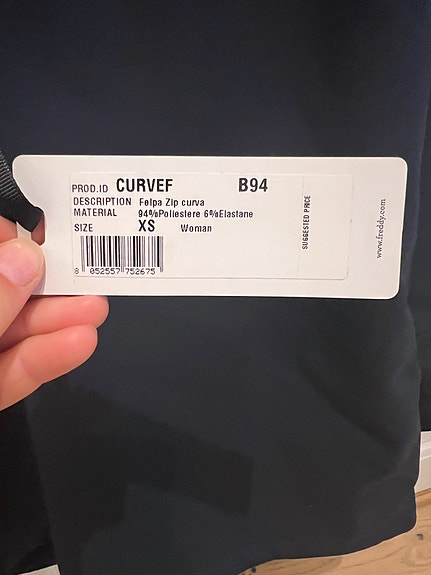 PROD.ID CURVEF B94
DESCRIPTION Felpa Zip curva
MATERIAL 94%Poliestere 6%Elastane
SIZE XS Woman
8 052557 752675
SUGGESTED PRICE
www.freddy.com